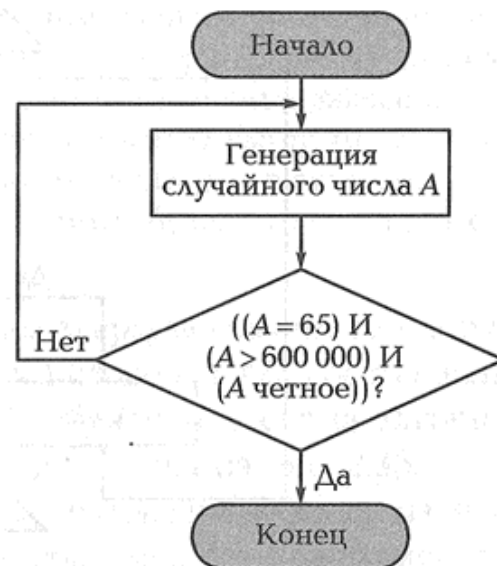 Начало
Генерация
случайного числа A
((A = 65) И
(A > 600 000) И
(A четное))?
Нет
Да
Конец